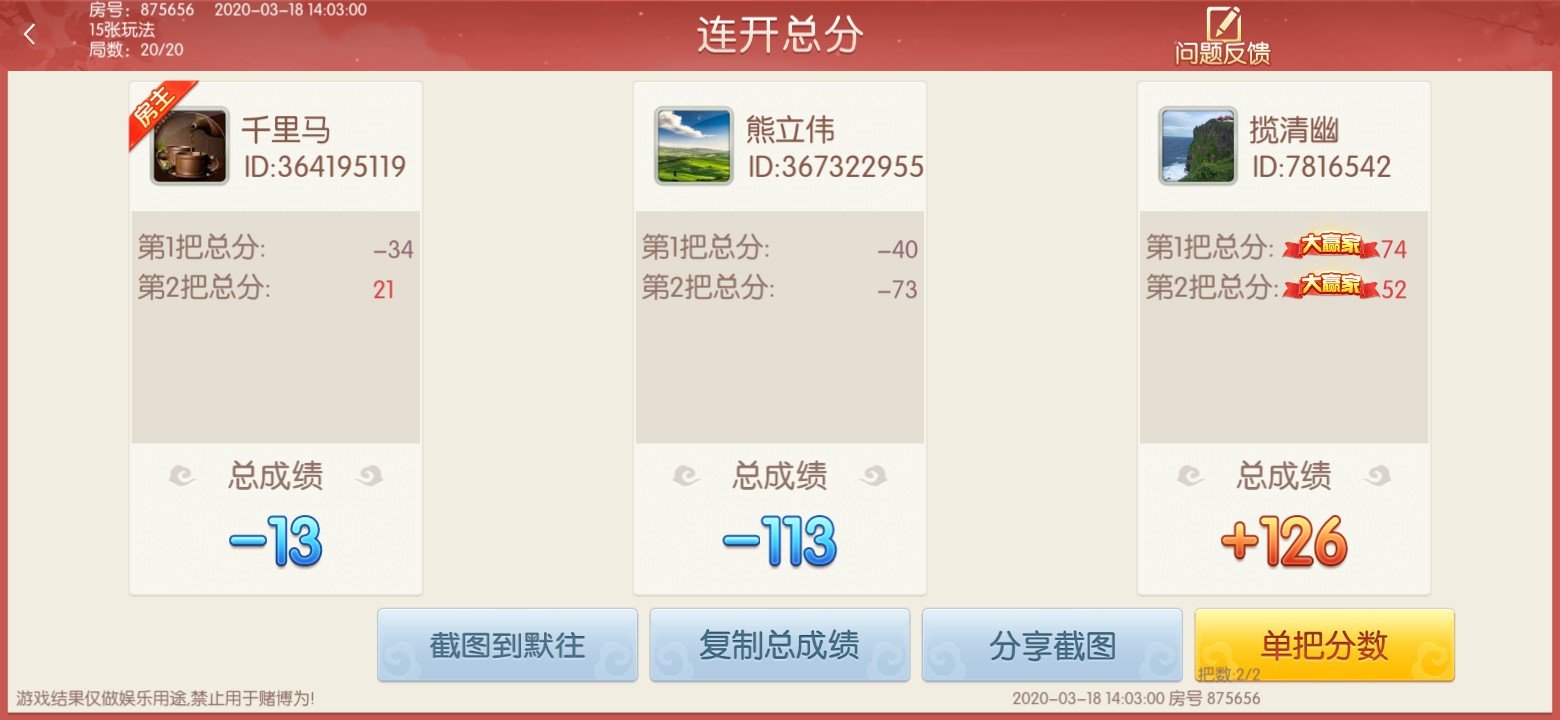 房号：875656 2020-03-18 14:03:00
15张玩法
局数：20/20
连开总分
问题反馈
房主
千里马
ID:364195119
第1把总分: -34
第2把总分: 21
总成绩
-13
熊立伟
ID:367322955
第1把总分: -40
第2把总分: -73
总成绩
-113
揽清幽
ID:7816542
第1把总分: 大赢家 74
第2把总分: 大赢家 52
总成绩
+126
截图到默往
复制总成绩
分享截图
单把分数
把数:2/2
游戏结果仅做娱乐用途,禁止用于赌博为!
2020-03-18 14:03:00 房号 875656